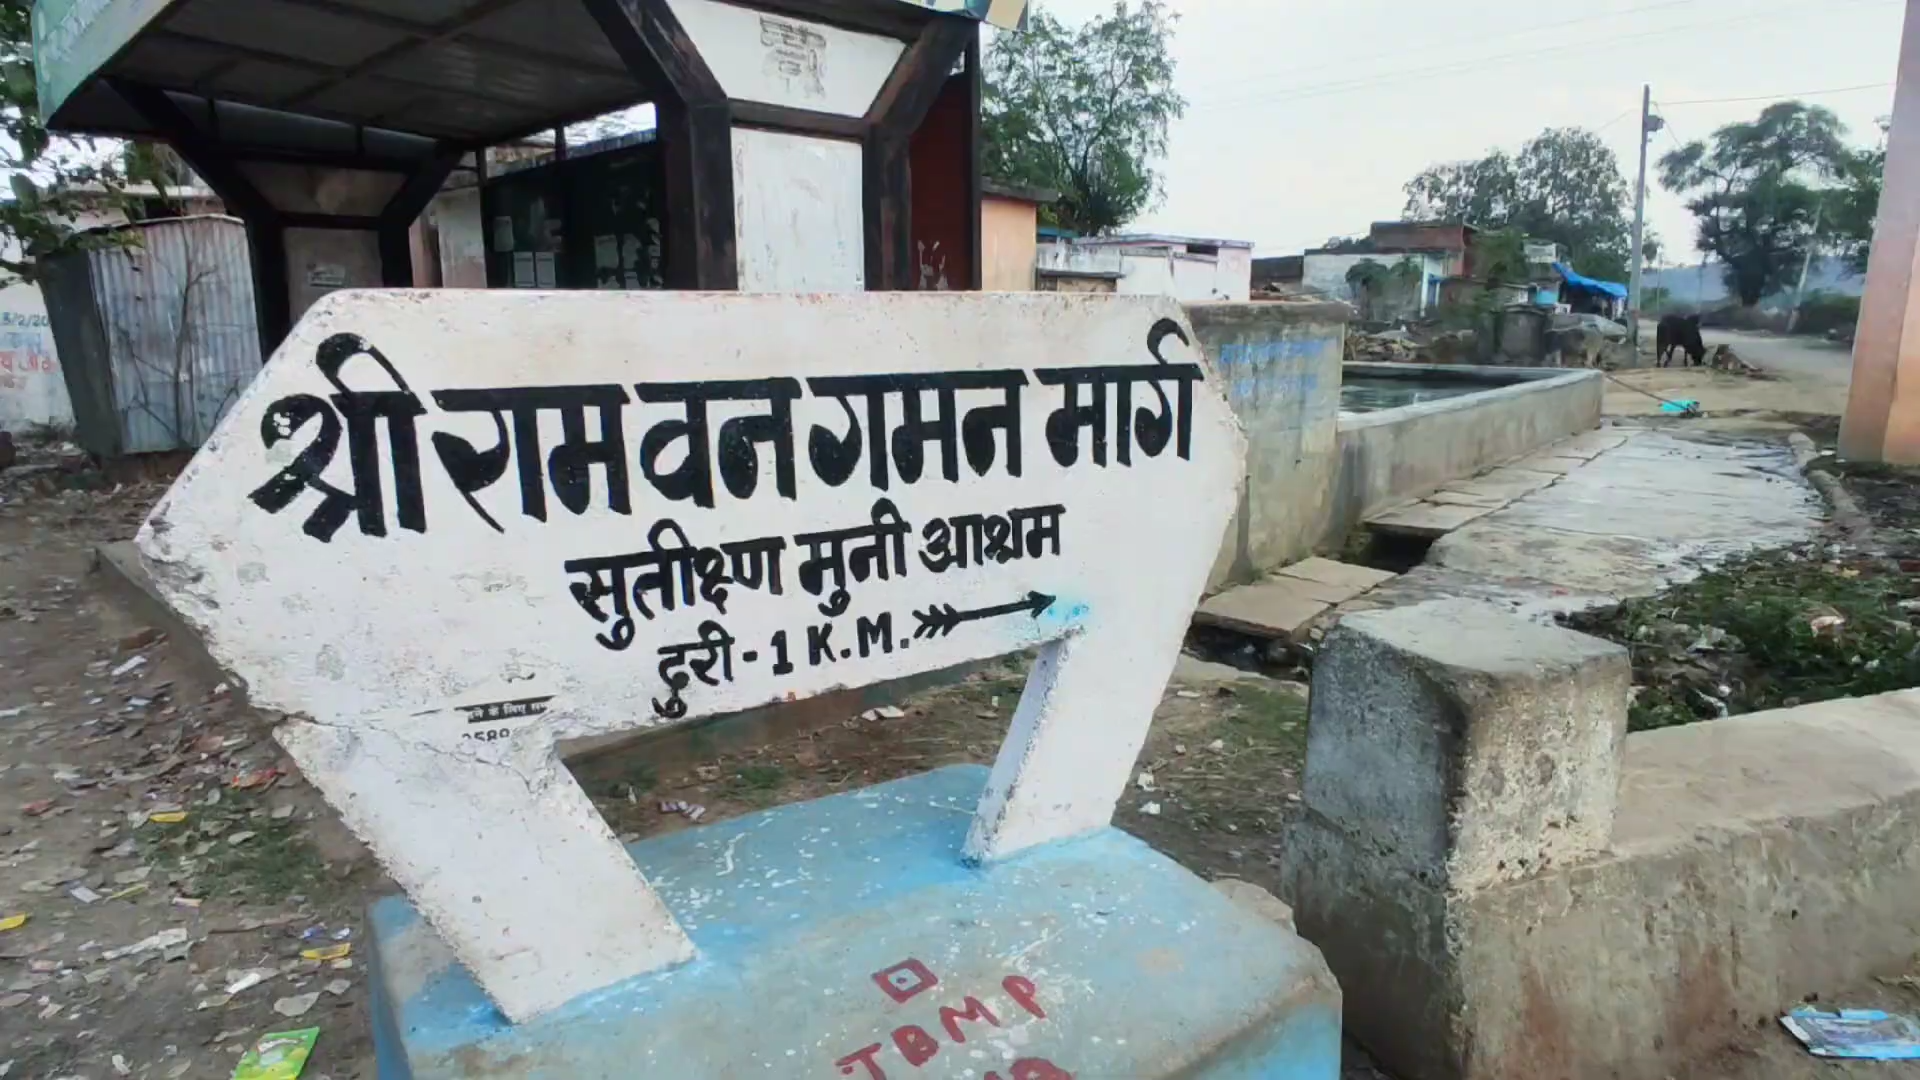 श्री राम वन गमन मार्ग
सुतीक्ष्ण मुनी आश्रम
दुरी - 1 K.M.
TBMP